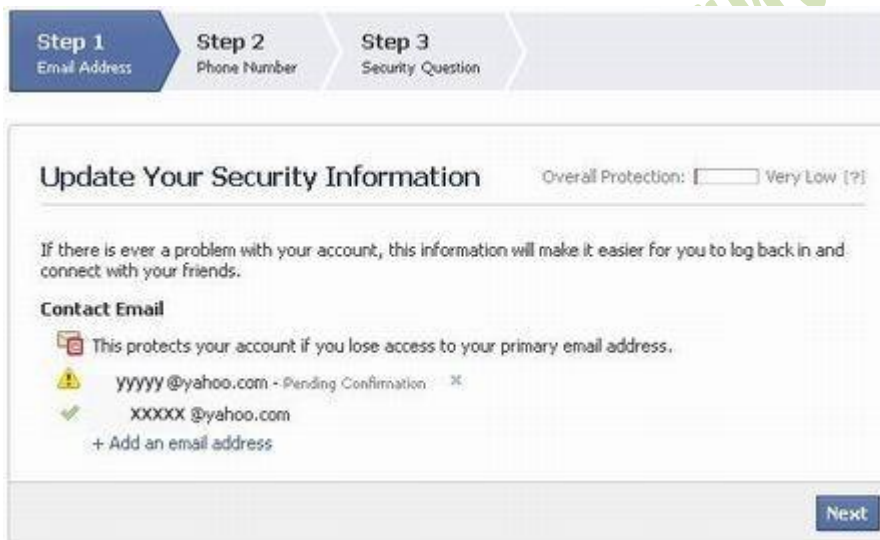 Step 1
Email Address
Step 2
Phone Number
Step 3
Security Question
Update Your Security Information
Overall Protection: Very Low [?]
If there is ever a problem with your account, this information will make it easier for you to log back in and
connect with your friends.
Contact Email
This protects your account if you lose access to your primary email address.
yyyyy @yahoo.com - Pending Confirmation x
XXXXX @yahoo.com
+ Add an email address
Next